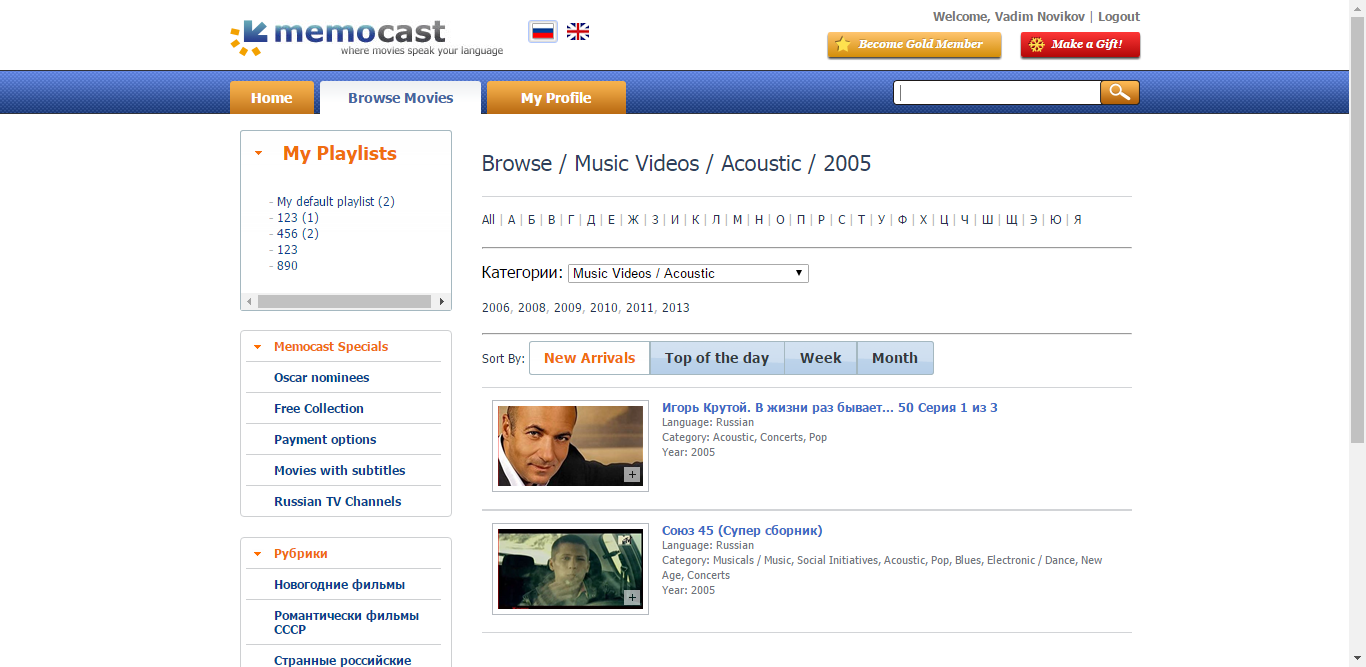 memocast
where movies speak your language
Welcome, Vadim Novikov | Logout
Become Gold Member
Make a Gift!
Home
Browse Movies
My Profile
My Playlists
- My default playlist (2)
- 123 (1)
- 456 (2)
- 123
- 890
Memocast Specials
Oscar nominees
Free Collection
Payment options
Movies with subtitles
Russian TV Channels
Рубрики
Новогодние фильмы
Романтически фильмы
СССР
Странные российские
Browse / Music Videos / Acoustic / 2005
All | А | Б | В | Г | Д | Е | Ж | З | И | К | Л | М | Н | О | П | Р | С | Т | У | Ф | Х | Ц | Ч | Ш | Щ | Э | Ю | Я
Категории: Music Videos / Acoustic
2006, 2008, 2009, 2010, 2011, 2013
Sort By: New Arrivals Top of the day Week Month
Игорь Крутой. В жизни раз бывает... 50 Серия 1 из 3
Language: Russian
Category: Acoustic, Concerts, Pop
Year: 2005
Союз 45 (Супер сборник)
Language: Russian
Category: Musicals / Music, Social Initiatives, Acoustic, Pop, Blues, Electronic / Dance, New
Age, Concerts
Year: 2005